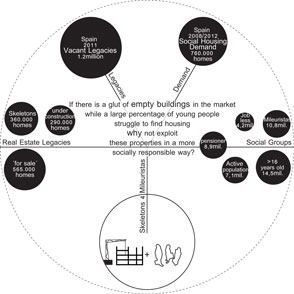 Spain
2011
Vacant Legacies
1.2million
Spain
2008/2012
Social Housing
Demand
760.000
homes
Legacies
Demand
If there is a glut of empty buildings in the market
while a large percentage of young people
struggle to find housing
why not exploit
these properties in a more
socially responsible way?
Skeletons
360.000
homes
under
construction
290.000
homes
Real Estate Legacies
'for sale'
565.000
homes
Job
less
4,2mil.
Mileuristas
10,8mil.
Social Groups
pensioner
8,9mil.
Active
population
7,1mil.
>16
years old
14,5mil.
Skeletons 4 Mileuristas
+